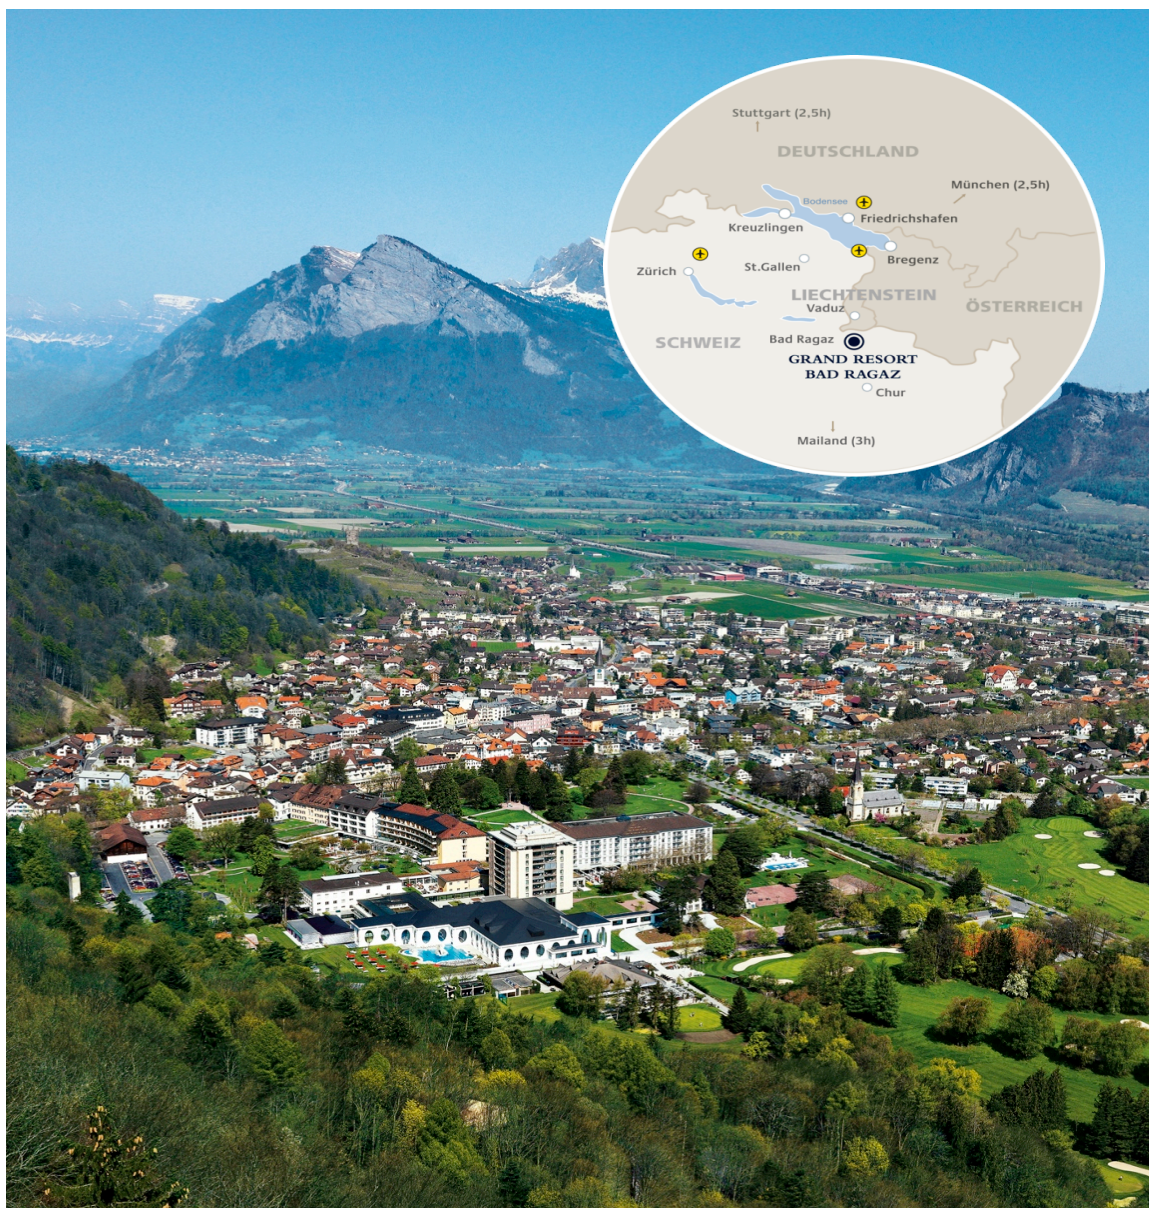 Stuttgart (2,5h)
DEUTSCHLAND
München (2,5h)
Bodensee
Friedrichshafen
Kreuzlingen
Bregenz
St.Gallen
Zürich
LIECHTENSTEIN
ÖSTERREICH
Vaduz
SCHWEIZ
Bad Ragaz
GRAND RESORT
BAD RAGAZ
Chur
Mailand (3h)